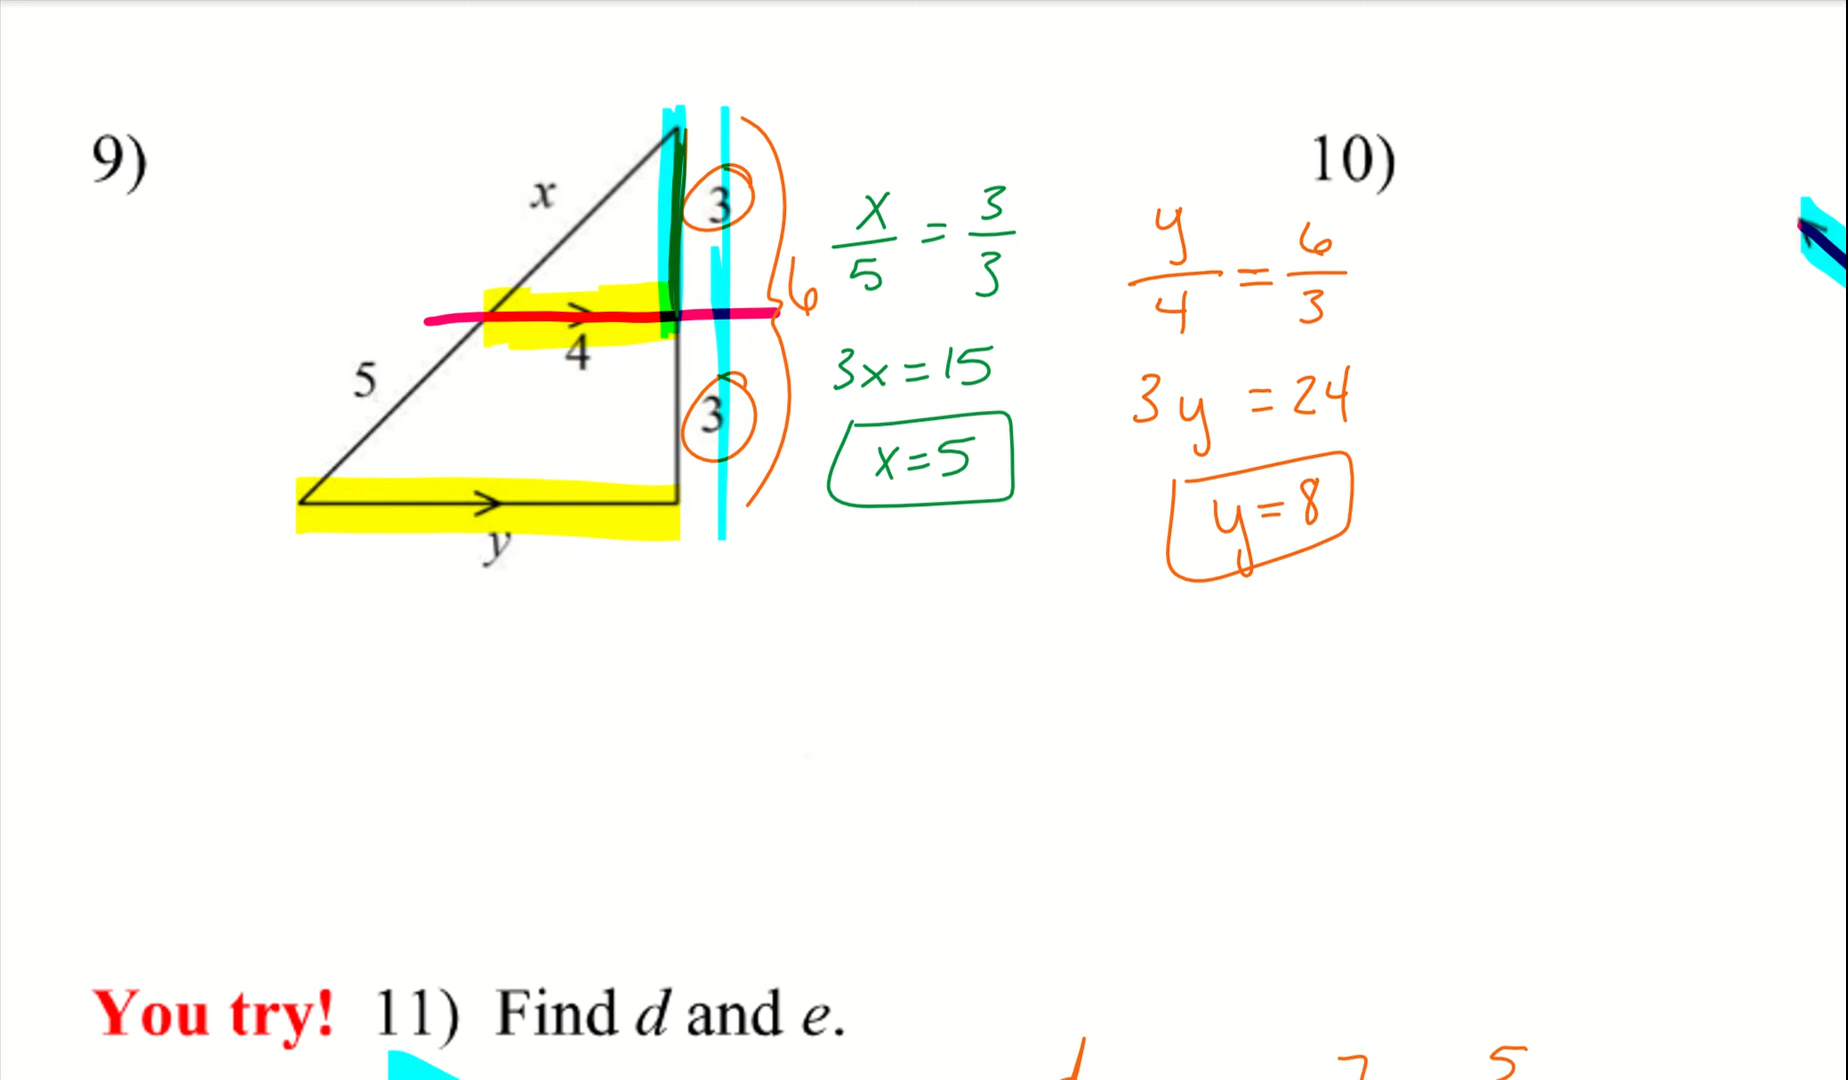 9)
x
5
4
y
3
3
6
x/5 = 3/3
3x = 15
x = 5
10)
y/4 = 6/3
3y = 24
y = 8
You try! 11) Find d and e.